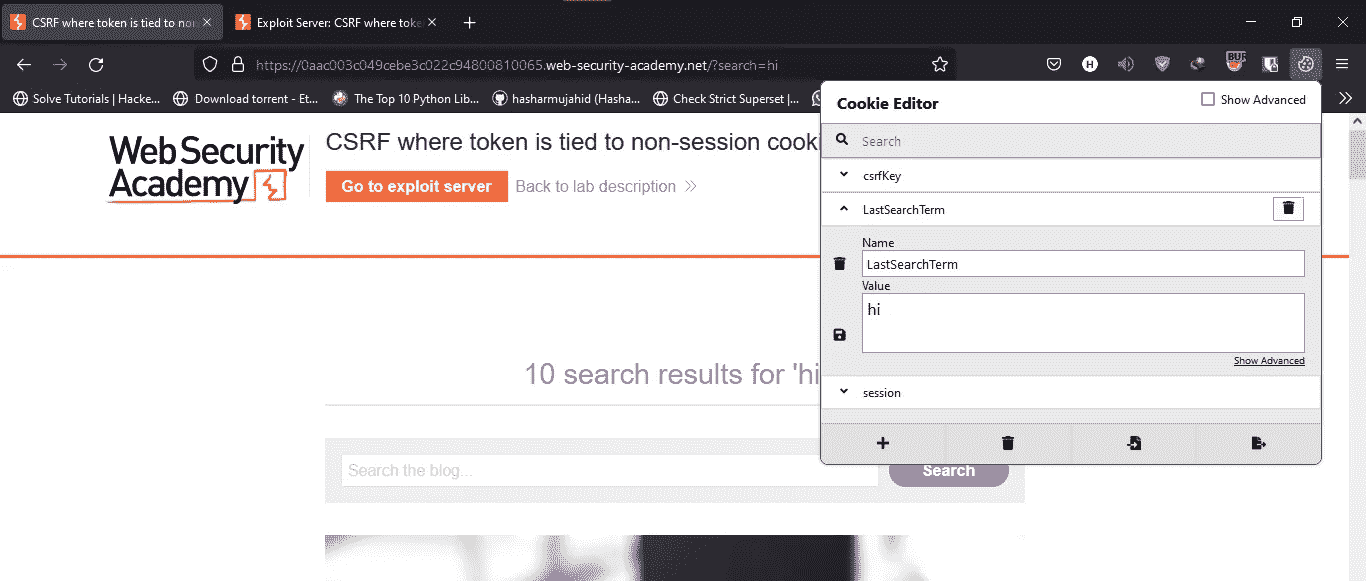 CSRF where token is tied to no
Exploit Server: CSRF where toke
https://0aac003c049cebe3c022c94800810065.web-security-academy.net/?search=hi
Solve Tutorials | Hacke...
Download torrent - Et...
The Top 10 Python Lib...
hasharmujahid (Hasha...
Check Strict Superset |...
Cookie Editor
Show Advanced
Search
csrfKey
LastSearchTerm
Name
LastSearchTerm
Value
hi
Show Advanced
session
Web Security
Academy
CSRF where token is tied to non-session cooki
Go to exploit server
Back to lab description
10 search results for 'hi
Search the blog...
Search